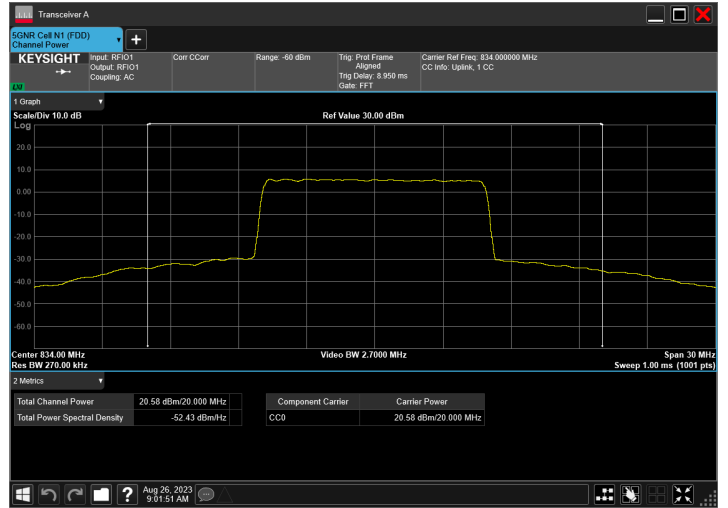 Transceiver A
5GNR Cell N1 (FDD)
Channel Power
KEYSIGHT
Input: RFIO1
Output: RFIO1
Coupling: AC
Corr CCorr
Range: -60 dBm
Trig: Prot Frame
Aligned
Trig Delay: 8.950 ms
Gate: FFT
Carrier Ref Freq: 834.000000 MHz
CC Info: Uplink, 1 CC
LXI
1 Graph
Scale/Div 10.0 dB
Ref Value 30.00 dBm
Log
20.0
10.0
0.00
-10.0
-20.0
-30.0
-40.0
-50.0
-60.0
Center 834.00 MHz
Video BW 2.7000 MHz
Span 30 MHz
Res BW 270.00 kHz
Sweep 1.00 ms (1001 pts)
2 Metrics
Total Channel Power 20.58 dBm/20.000 MHz
Total Power Spectral Density -52.43 dBm/Hz
Component Carrier Carrier Power
CC0 20.58 dBm/20.000 MHz
?
Aug 26, 2023
9:01:51 AM